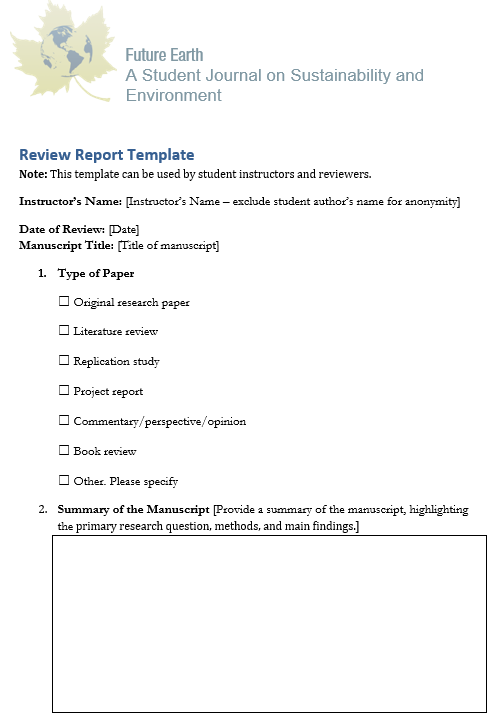 Future Earth
A Student Journal on Sustainability and
Environment
Review Report Template
Note: This template can be used by student instructors and reviewers.
Instructor's Name: [Instructor's Name – exclude student author's name for anonymity]
Date of Review: [Date]
Manuscript Title: [Title of manuscript]
1. Type of Paper
☐ Original research paper
☐ Literature review
☐ Replication study
☐ Project report
☐ Commentary/perspective/opinion
☐ Book review
☐ Other. Please specify
2. Summary of the Manuscript [Provide a summary of the manuscript, highlighting
the primary research question, methods, and main findings.]